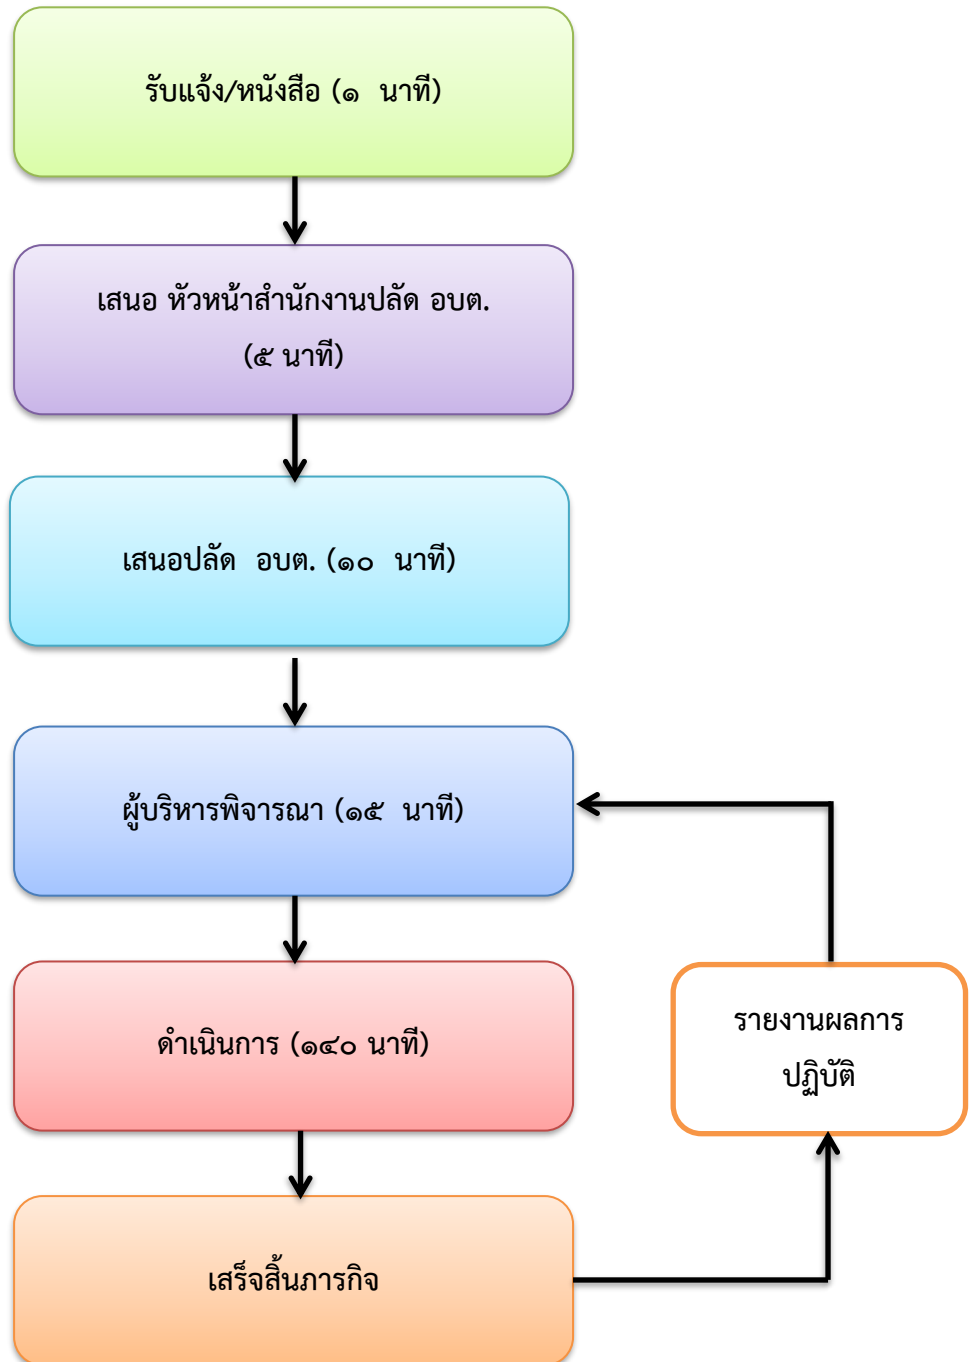 รับแจ้ง/หนังสือ (๑ นาที)
เสนอ หัวหน้าสำนักงานปลัด อบต.
(๕ นาที)
เสนอปลัด อบต. (๑๐ นาที)
ผู้บริหารพิจารณา (๑๕ นาที)
ดำเนินการ (๑๔๐ นาที)
รายงานผลการ
ปฏิบัติ
เสร็จสิ้นภารกิจ